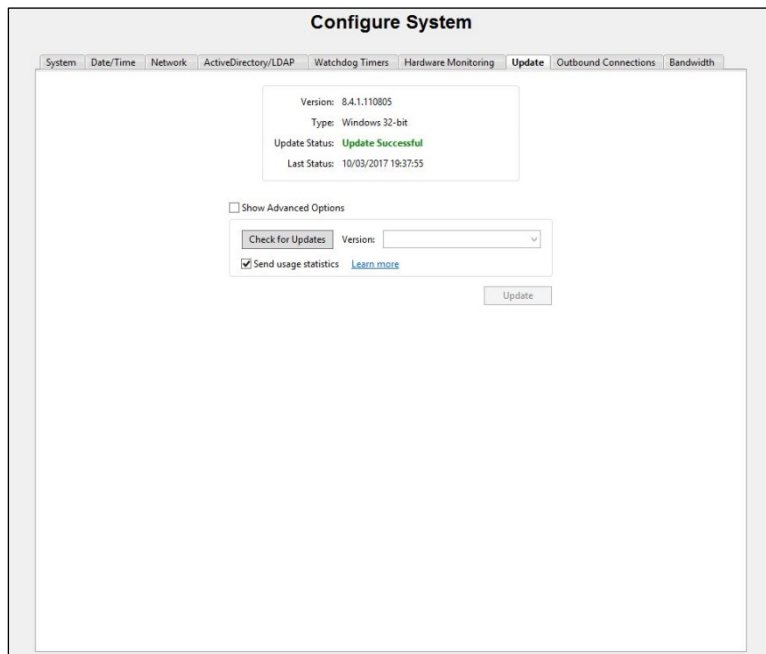 Configure System
System Date/Time Network ActiveDirectory/LDAP Watchdog Timers Hardware Monitoring Update Outbound Connections Bandwidth
Version: 8.4.1.110805
Type: Windows 32-bit
Update Status: Update Successful
Last Status: 10/03/2017 19:37:55
Show Advanced Options
Check for Updates Version:
Send usage statistics Learn more
Update